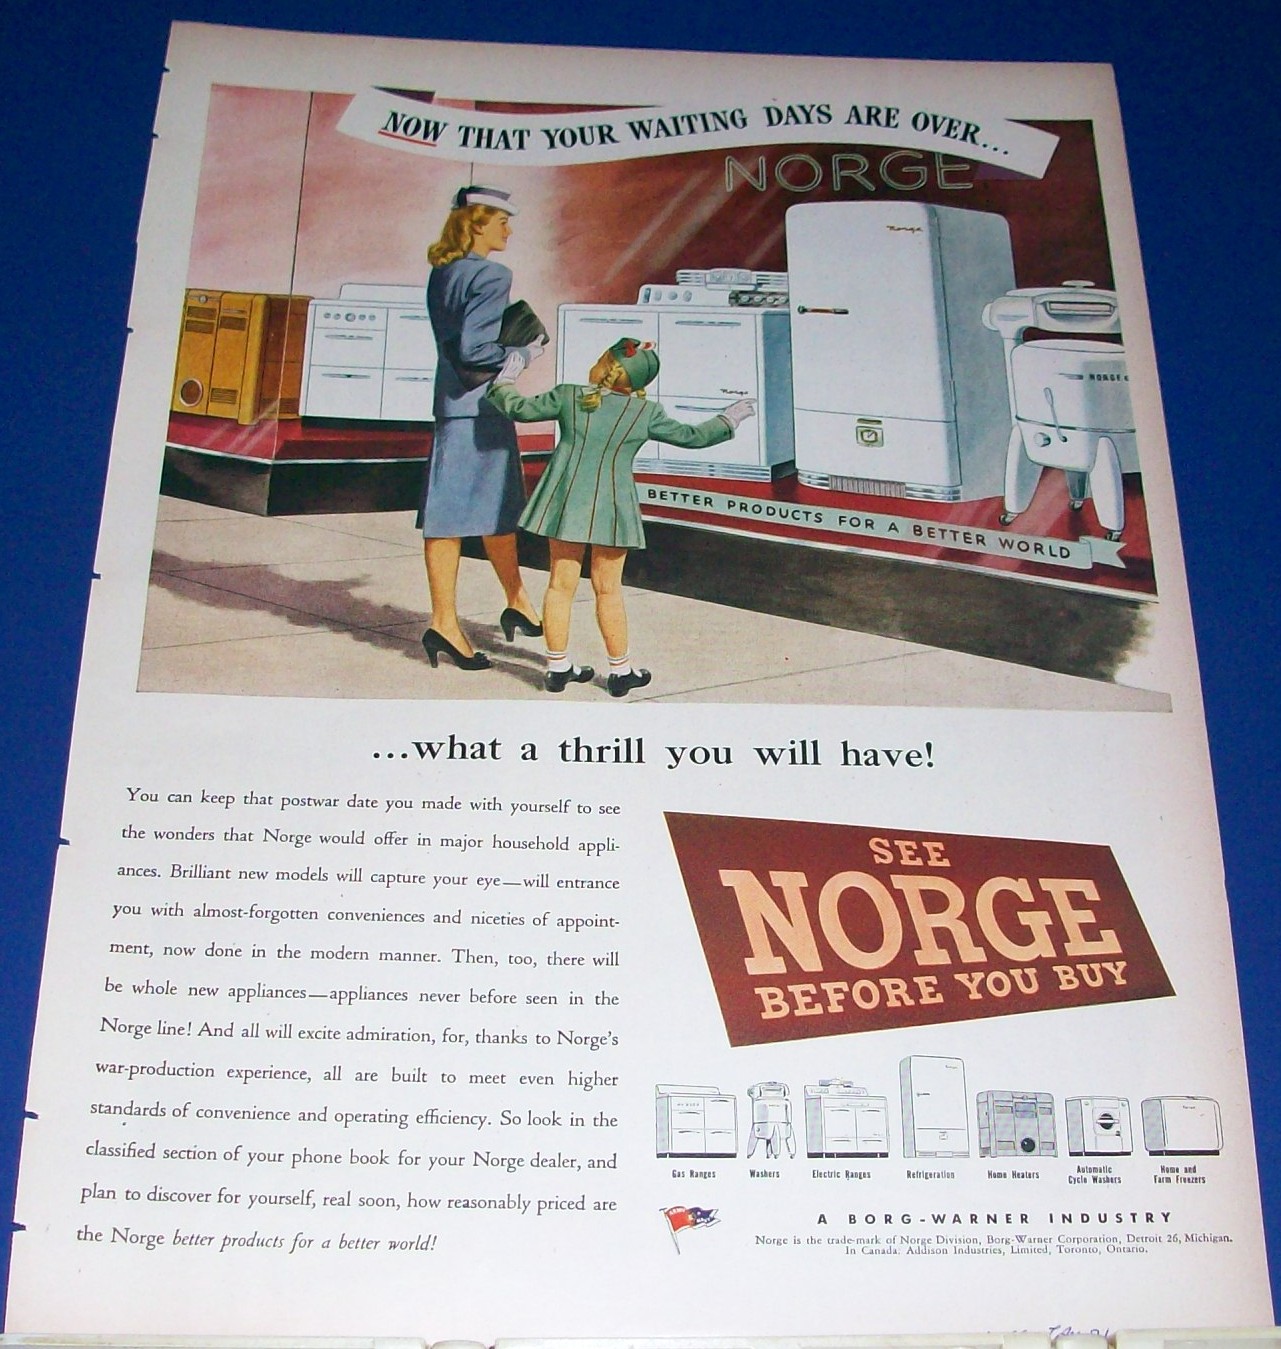 NOW THAT YOUR WAITING DAYS ARE OVER...
NORGE
Norge
Norge
NORGE
BETTER PRODUCTS FOR A BETTER WORLD
...what a thrill you will have!
You can keep that postwar date you made with yourself to see
the wonders that Norge would offer in major household appli-
ances. Brilliant new models will capture your eye—will entrance
you with almost-forgotten conveniences and niceties of appoint-
ment, now done in the modern manner. Then, too, there will
be whole new appliances—appliances never before seen in the
Norge line! And all will excite admiration, for, thanks to Norge's
war-production experience, all are built to meet even higher
standards of convenience and operating efficiency. So look in the
classified section of your phone book for your Norge dealer, and
plan to discover for yourself, real soon, how reasonably priced are
the Norge better products for a better world!
SEE
NORGE
BEFORE YOU BUY
Gas Ranges
Washers
Electric Ranges
Refrigeration
Home Heaters
Automatic
Cyclo Washers
Home and
Farm Freezers
A BORG-WARNER INDUSTRY
Norge is the trade-mark of Norge Division, Borg-Warner Corporation, Detroit 26, Michigan.
In Canada: Addison Industries, Limited, Toronto, Ontario.